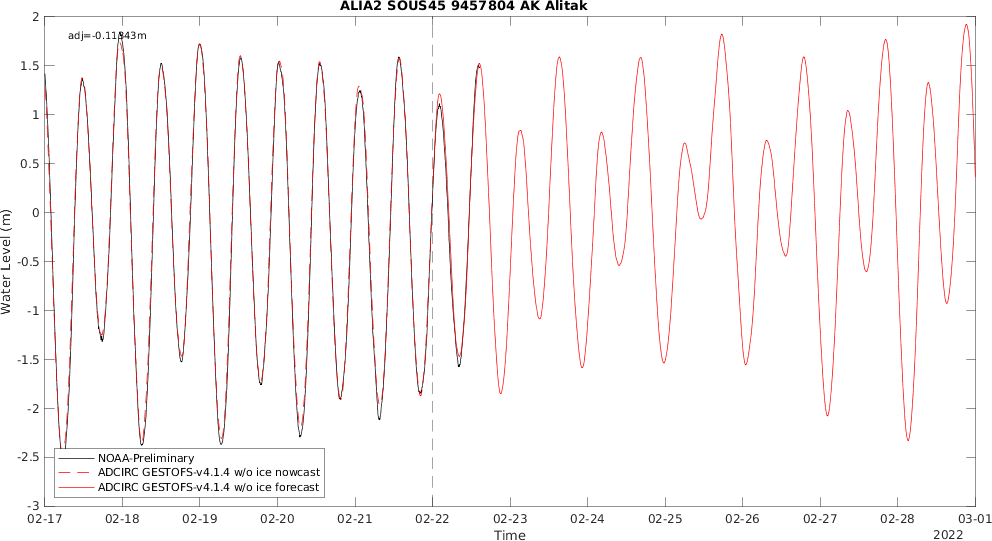 ALIA2 SOUS45 9457804 AK Alitak
adj=-0.11843m
2
1.5
1
0.5
0
-0.5
-1
-1.5
-2
-2.5
-3
Water Level (m)
NOAA-Preliminary
ADCIRC GESTOFS-v4.1.4 w/o ice nowcast
ADCIRC GESTOFS-v4.1.4 w/o ice forecast
02-17 02-18 02-19 02-20 02-21 02-22 02-23 02-24 02-25 02-26 02-27 02-28 03-01
Time
2022